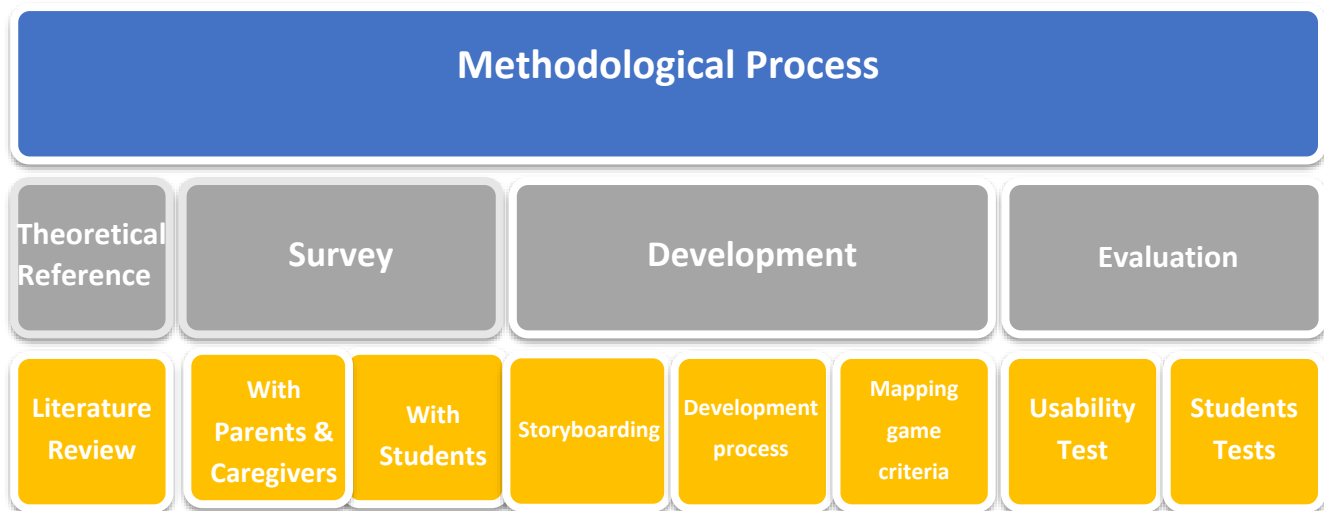 Methodological Process
Theoretical
Reference
Survey
Development
Evaluation
Literature
Review
With
Parents &
Caregivers
With
Students
Storyboarding
Development
process
Mapping
game
criteria
Usability
Test
Students
Tests